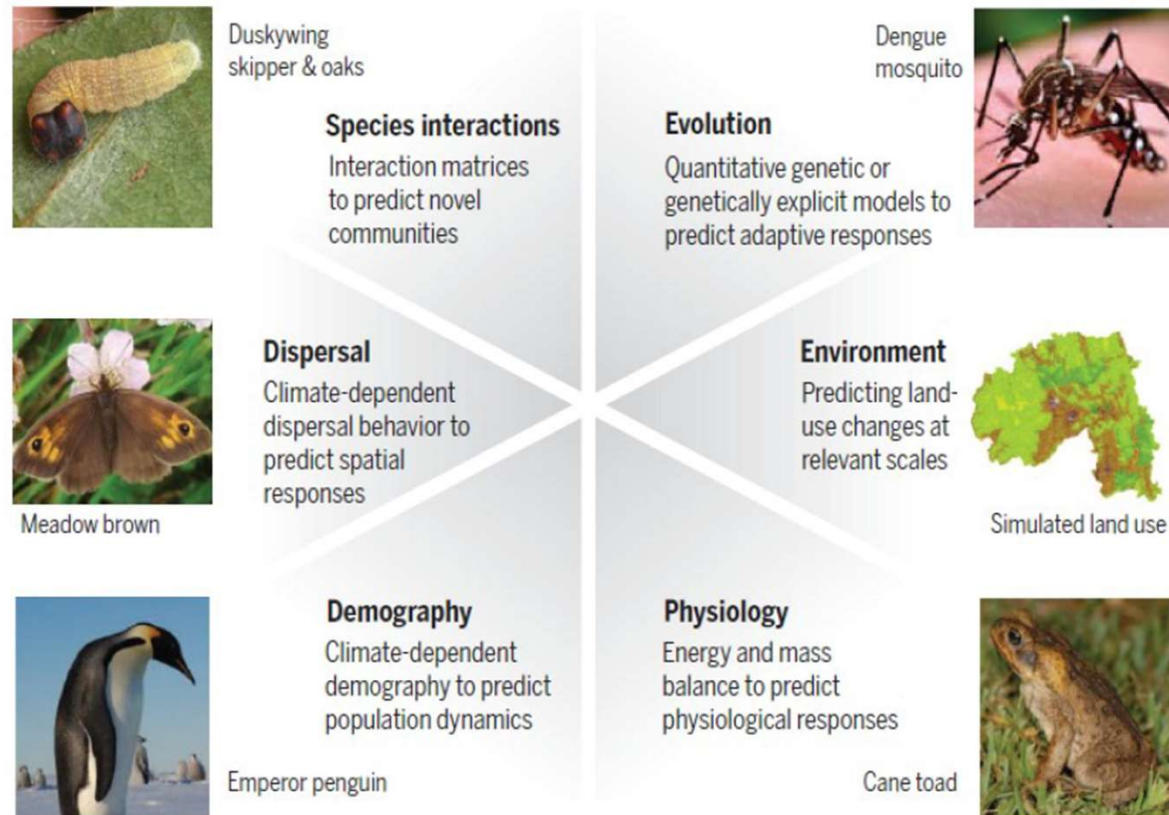 Duskywing
skipper & oaks
Species interactions
Interaction matrices
to predict novel
communities
Dengue
mosquito
Evolution
Quantitative genetic or
genetically explicit models to
predict adaptive responses
Dispersal
Climate-dependent
dispersal behavior to
predict spatial
responses
Meadow brown
Environment
Predicting land-
use changes at
relevant scales
Simulated land use
Demography
Climate-dependent
demography to predict
population dynamics
Emperor penguin
Physiology
Energy and mass
balance to predict
physiological responses
Cane toad